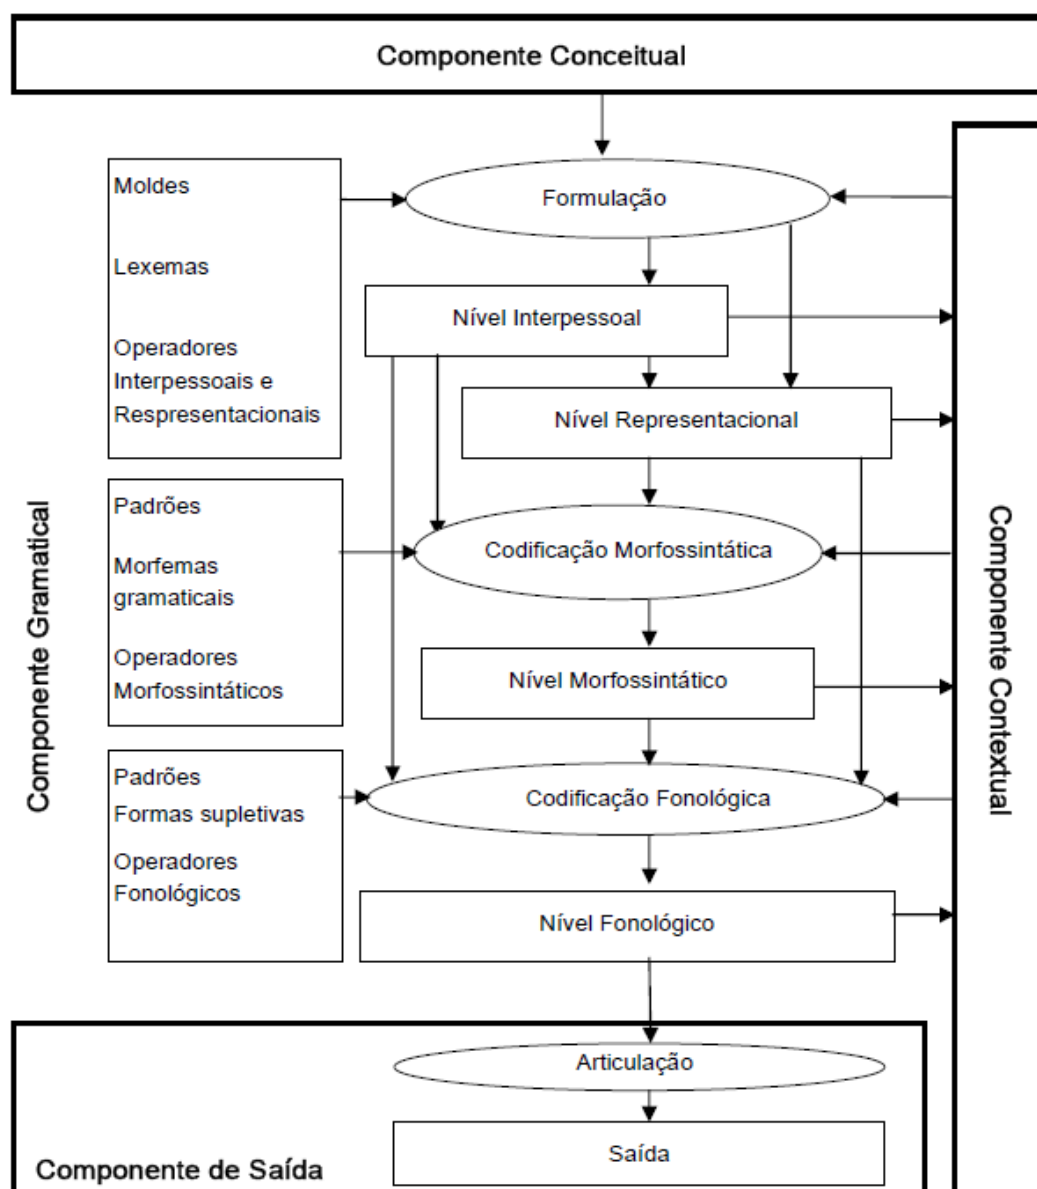 Componente Conceitual
Moldes
Formulação
Lexemas
Nível Interpessoal
Operadores
Interpessoais e
Respresentacionais
Nível Representacional
Componente Gramatical
Padrões
Codificação Morfossintática
Morfemas
gramaticais
Componente Contextual
Operadores
Morfossintáticos
Nível Morfossintático
Padrões
Formas supletivas
Codificação Fonológica
Operadores
Fonológicos
Nível Fonológico
Articulação
Saída
Componente de Saída